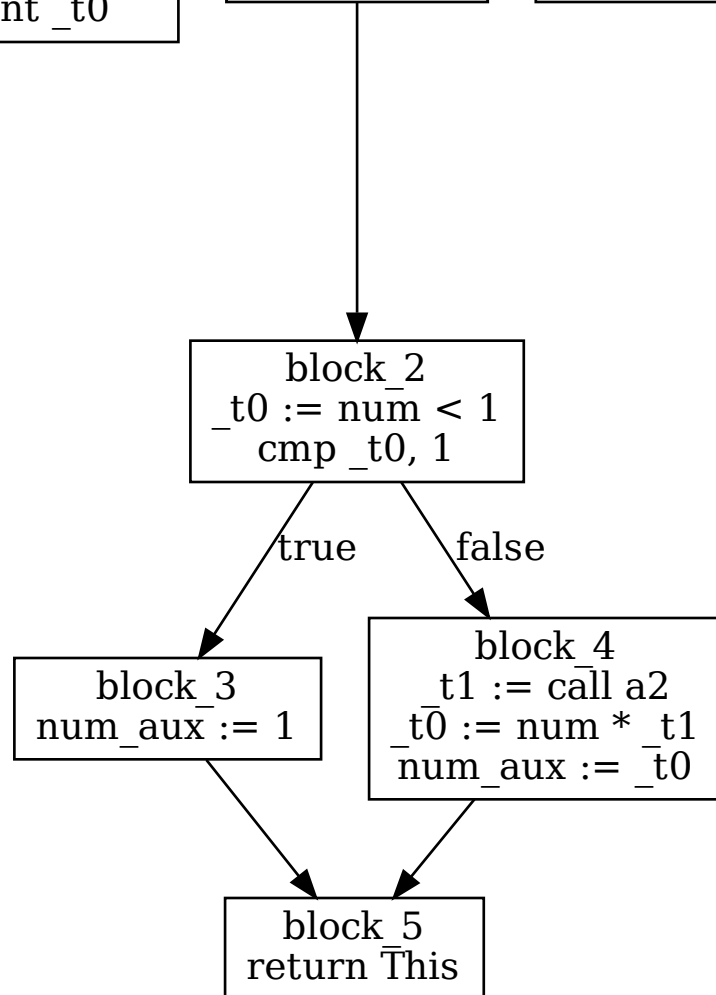 nt _t0
block_2
_t0 := num < 1
cmp _t0, 1
true
false
block_3
num_aux := 1
block_4
_t1 := call a2
_t0 := num * _t1
num_aux := _t0
block_5
return This